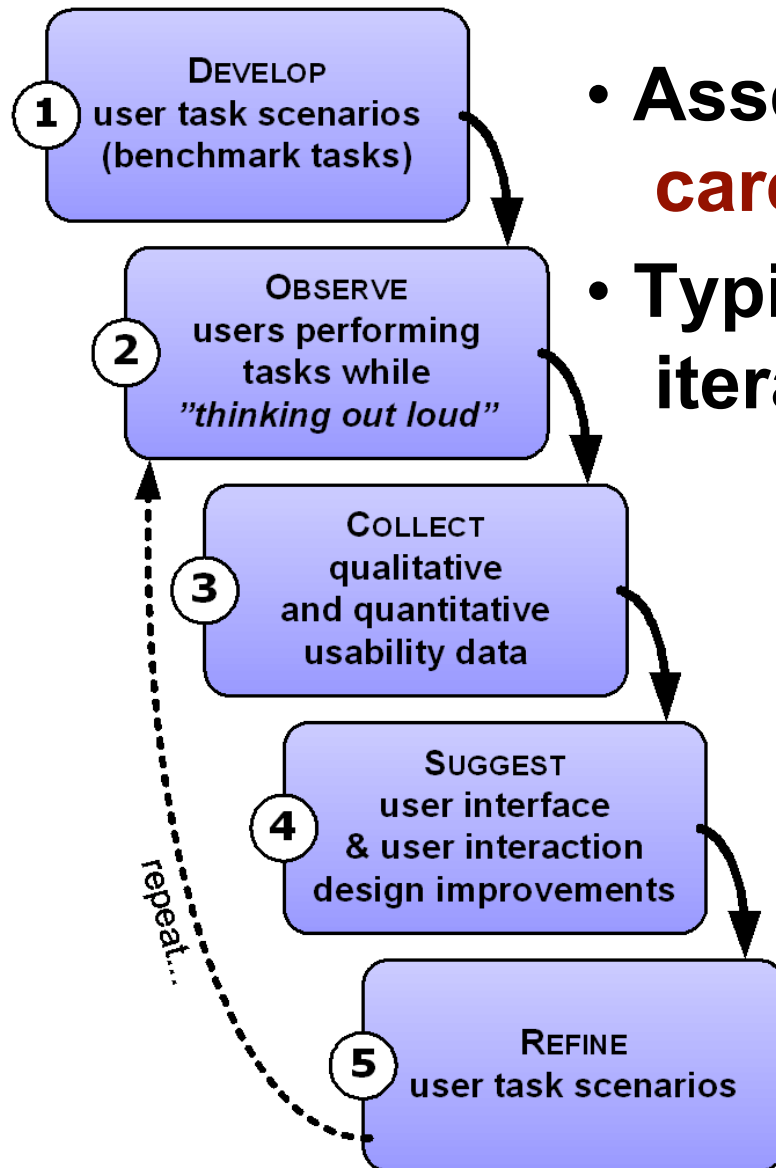 1
DEVELOP
user task scenarios
(benchmark tasks)
2
OBSERVE
users performing
tasks while
”thinking out loud”
3
COLLECT
qualitative
and quantitative
usability data
4
SUGGEST
user interface
& user interaction
design improvements
5
REFINE
user task scenarios
repeat...
• Ass
car
• Typi
itera